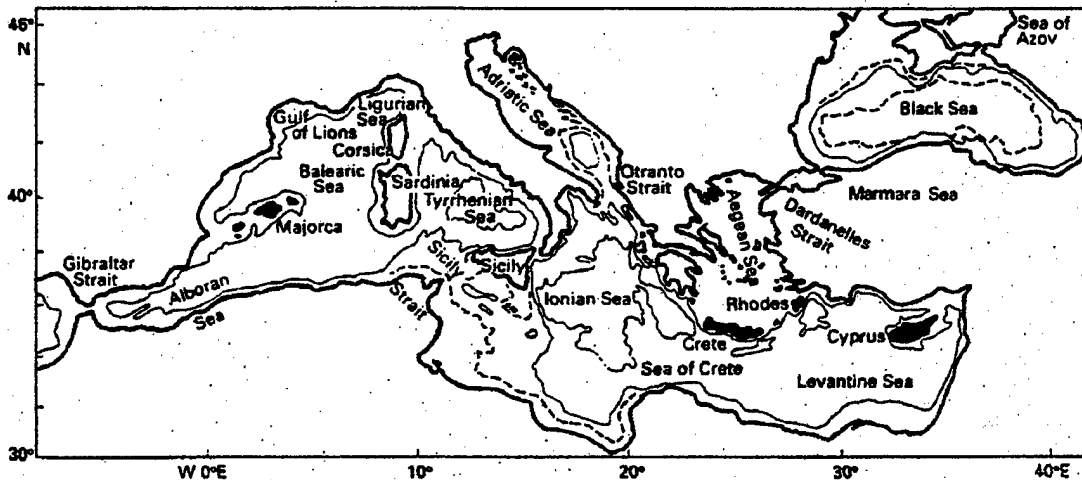 45°
N
40°
30°
W 0°E
10°
20°
30°
40°E
Gibraltar
Strait
Alboran
Sea
Gulf
of Lions
Ligurian
Sea
Corsica
Balearic
Sea
Sardinia
Majorca
Tyrrhenian
Sea
Sicily
Strait
Sicily
Adriatic Sea
Otranto
Strait
Ionian Sea
Aegean Sea
Dardanelles
Strait
Marmara Sea
Black Sea
Sea of
Azov
Rhodes
Crete
Sea of Crete
Cyprus
Levantine Sea